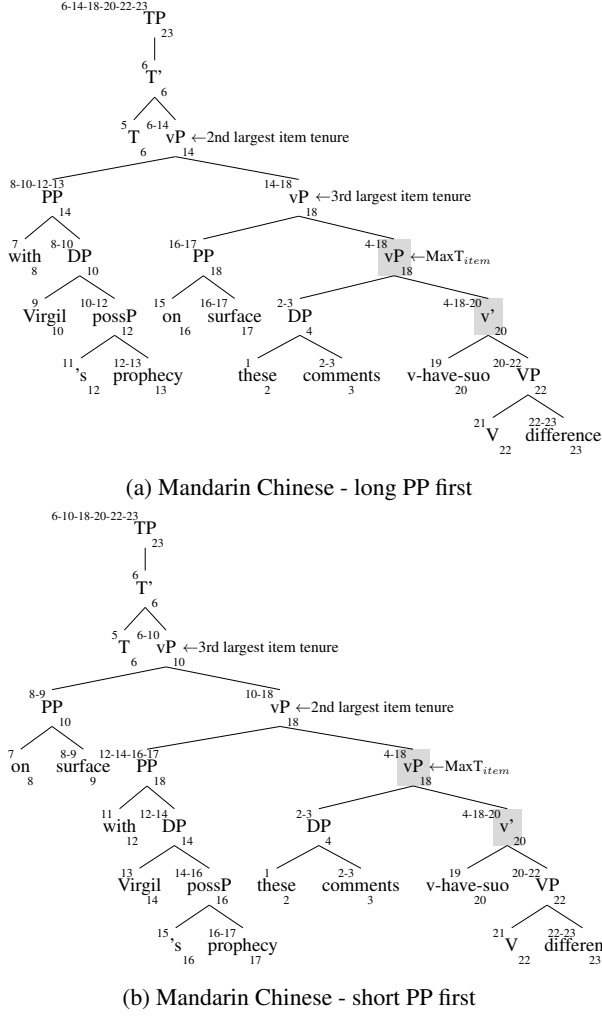 6-14-18-20-22-23 TP 23
6 T' 6
5 T 6 6-14 vP 14 ←2nd largest item tenure
8-10-12-13 PP 14 14-18 vP 18 ←3rd largest item tenure
7 with 8 8-10 DP 10 16-17 PP 18 4-18 vP 18 ←MaxT item
9 Virgil 10 10-12 possP 12 15 on 16 16-17 surface 17 2-3 DP 4 4-18-20 v' 20
11 's 12 12-13 prophecy 13 1 these 2 2-3 comments 3 19 v-have-suo 20 20-22 VP 22
21 V 22 22-23 difference 23
(a) Mandarin Chinese - long PP first
6-10-18-20-22-23 TP 23
6 T' 6
5 T 6 6-10 vP 10 ←3rd largest item tenure
8-9 PP 10 10-18 vP 18 ←2nd largest item tenure
7 on 8 8-9 surface 9 12-14-16-17 PP 18 4-18 vP 18 ←MaxT item
11 with 12 12-14 DP 14 2-3 DP 4 4-18-20 v' 20
13 Virgil 14 14-16 possP 16 1 these 2 2-3 comments 3 19 v-have-suo 20 20-22 VP 22
15 's 16 16-17 prophecy 17 21 V 22 22-23 differen 23
(b) Mandarin Chinese - short PP first